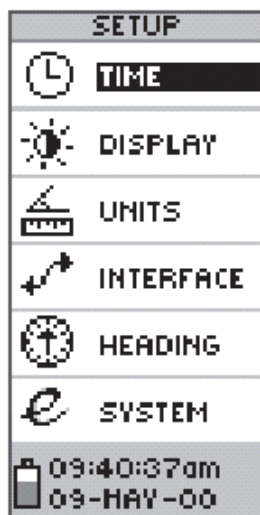 SETUP
TIME
DISPLAY
UNITS
INTERFACE
HEADING
SYSTEM
09:40:37am
09-MAY-00